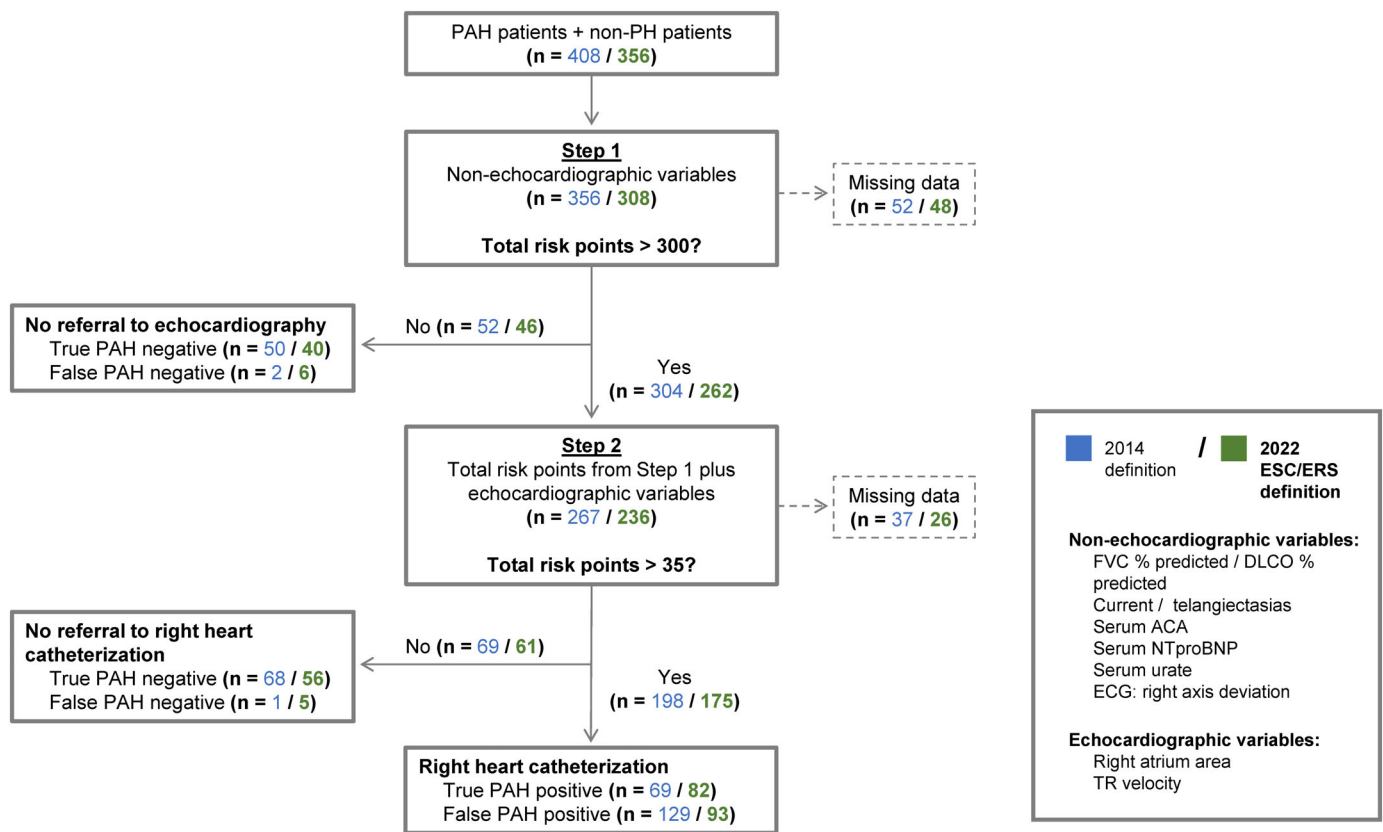 PAH patients + non-PH patients
(n = 408 / 356)
Step 1
Non-echocardiographic variables
(n = 356 / 308)
Total risk points > 300?
Missing data
(n = 52 / 48)
No (n = 52 / 46)
No referral to echocardiography
True PAH negative (n = 50 / 40)
False PAH negative (n = 2 / 6)
Yes
(n = 304 / 262)
Step 2
Total risk points from Step 1 plus
echocardiographic variables
(n = 267 / 236)
Total risk points > 35?
Missing data
(n = 37 / 26)
No (n = 69 / 61)
No referral to right heart
catheterization
True PAH negative (n = 68 / 56)
False PAH negative (n = 1 / 5)
Yes
(n = 198 / 175)
Right heart catheterization
True PAH positive (n = 69 / 82)
False PAH positive (n = 129 / 93)
2014
definition
/
2022
ESC/ERS
definition
Non-echocardiographic variables:
FVC % predicted / DLCO %
predicted
Current / telangiectasias
Serum ACA
Serum NTproBNP
Serum urate
ECG: right axis deviation
Echocardiographic variables:
Right atrium area
TR velocity